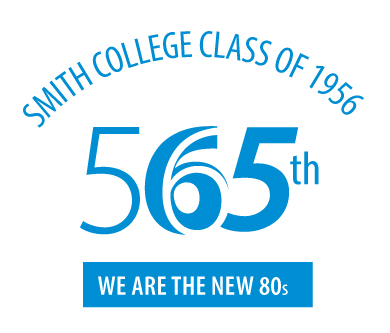 SMITH COLLEGE CLASS OF 1956
565th
WE ARE THE NEW 80s